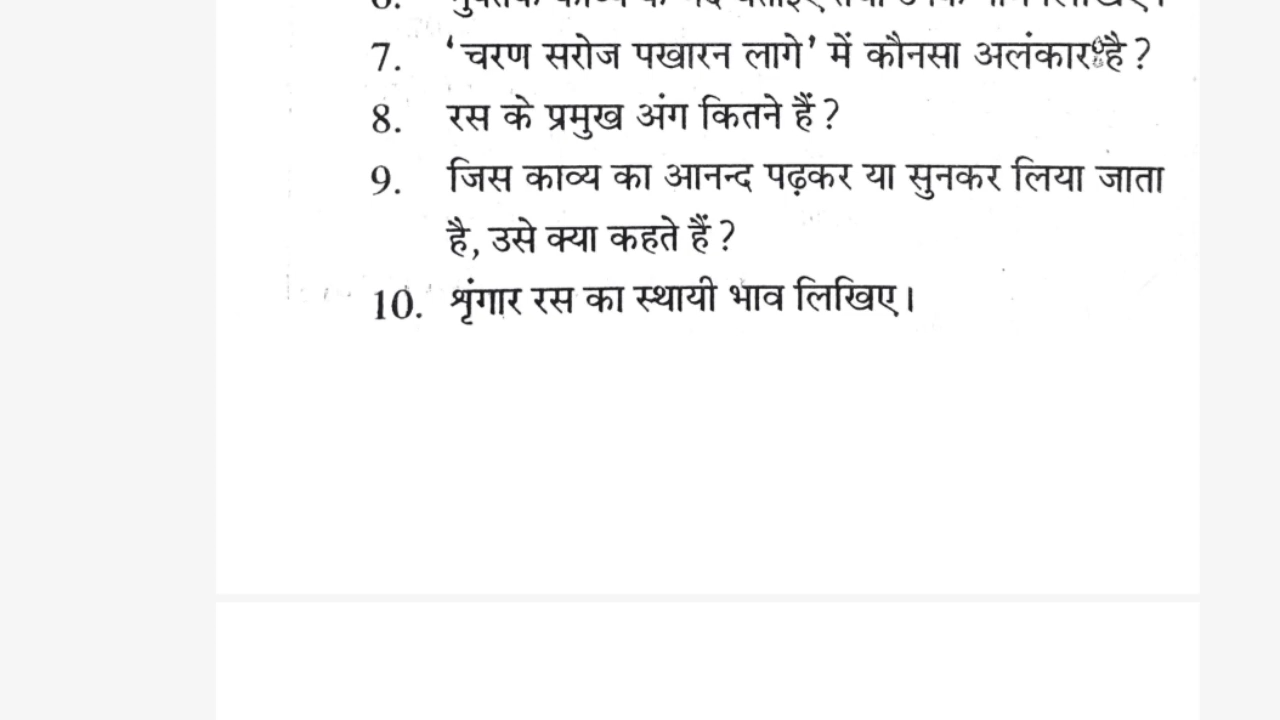 7. ‘चरण सरोज पखारन लागे’ में कौनसा अलंकार है ?
8. रस के प्रमुख अंग कितने हैं ?
9. जिस काव्य का आनन्द पढ़कर या सुनकर लिया जाता
है, उसे क्या कहते हैं ?
10. शृंगार रस का स्थायी भाव लिखिए।